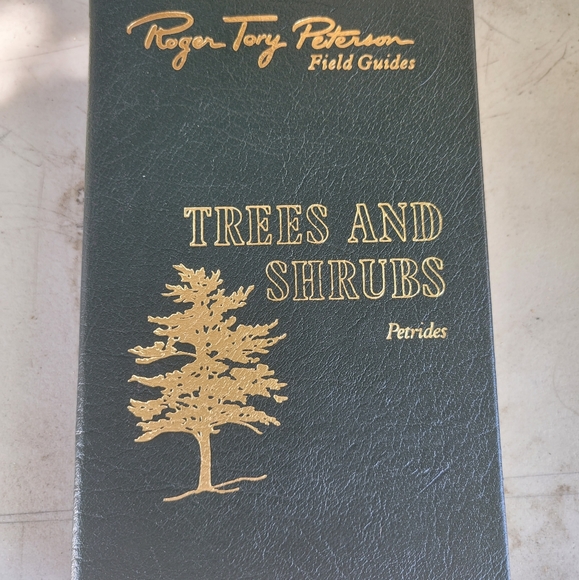 Roger Tory Peterson
Field Guides
TREES AND
SHRUBS
Petrides